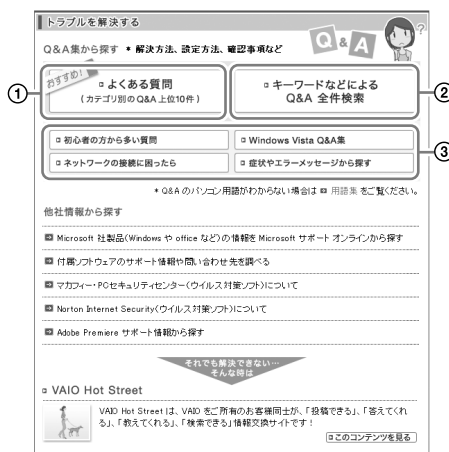 トラブルを解決する
Q&A集から探す * 解決方法、設定方法、確認事項など
Q & A ?
おすすめ!
よくある質問
(カテゴリ別のQ&A上位10件)
キーワードなどによる
Q&A 全件検索
① ② ③
初心者の方から多い質問
Windows Vista Q&A集
ネットワークの接続に困ったら
症状やエラーメッセージから探す
* Q&A のパソコン用語がわからない場合は 用語集 をご覧ください。
他社情報から探す
Microsoft 社製品(Windows や office など)の情報を Microsoft サポート オンラインから探す
付属ソフトウェアのサポート情報や問い合わせ先を調べる
マカフィー・PCセキュリティセンター(ウイルス対策ソフト)について
Norton Internet Security(ウイルス対策ソフト)について
Adobe Premiere サポート情報から探す
それでも解決できない…
そんな時は
VAIO Hot Street
VAIO Hot Street は、VAIO をご所有のお客様同士が、「投稿できる」、「答えてくれ
る」、「教えてくれる」、「検索できる」情報交換サイトです!
このコンテンツを見る